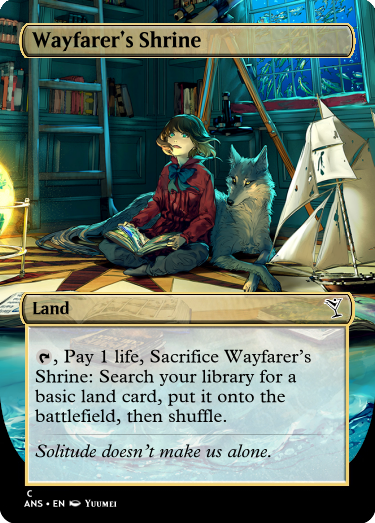 Wayfarer's Shrine
Land
, Pay 1 life, Sacrifice Wayfarer's
Shrine: Search your library for a
basic land card, put it onto the
battlefield, then shuffle.
Solitude doesn't make us alone.
C
ANS • EN Yuumei